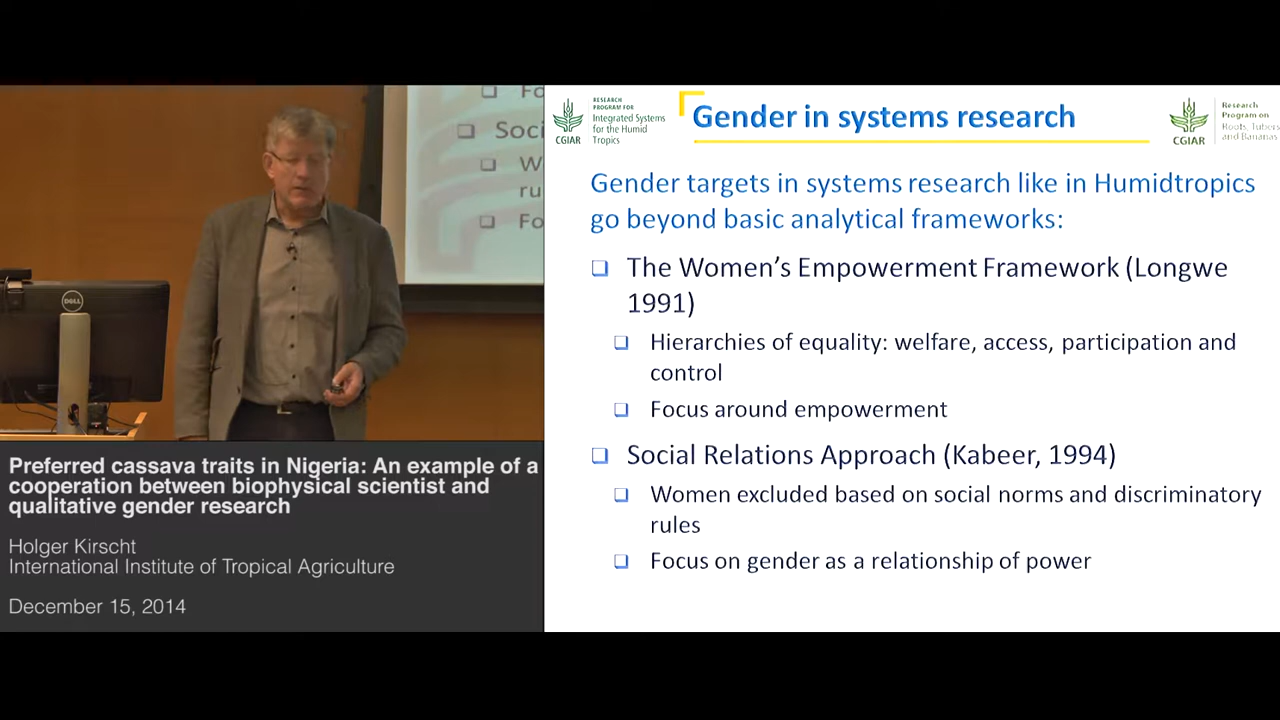 Fo
Soci
W
ru
Fo
DELL
Preferred cassava traits in Nigeria: An example of a
cooperation between biophysical scientist and
qualitative gender research
Holger Kirscht
International Institute of Tropical Agriculture
December 15, 2014
RESEARCH
PROGRAM FOR
Integrated Systems
for the Humid
Tropics
CGIAR
Gender in systems research
CGIAR
Research
Program on
Roots, Tubers
and Bananas
Gender targets in systems research like in Humidtropics
go beyond basic analytical frameworks:
The Women's Empowerment Framework (Longwe
1991)
Hierarchies of equality: welfare, access, participation and
control
Focus around empowerment
Social Relations Approach (Kabeer, 1994)
Women excluded based on social norms and discriminatory
rules
Focus on gender as a relationship of power